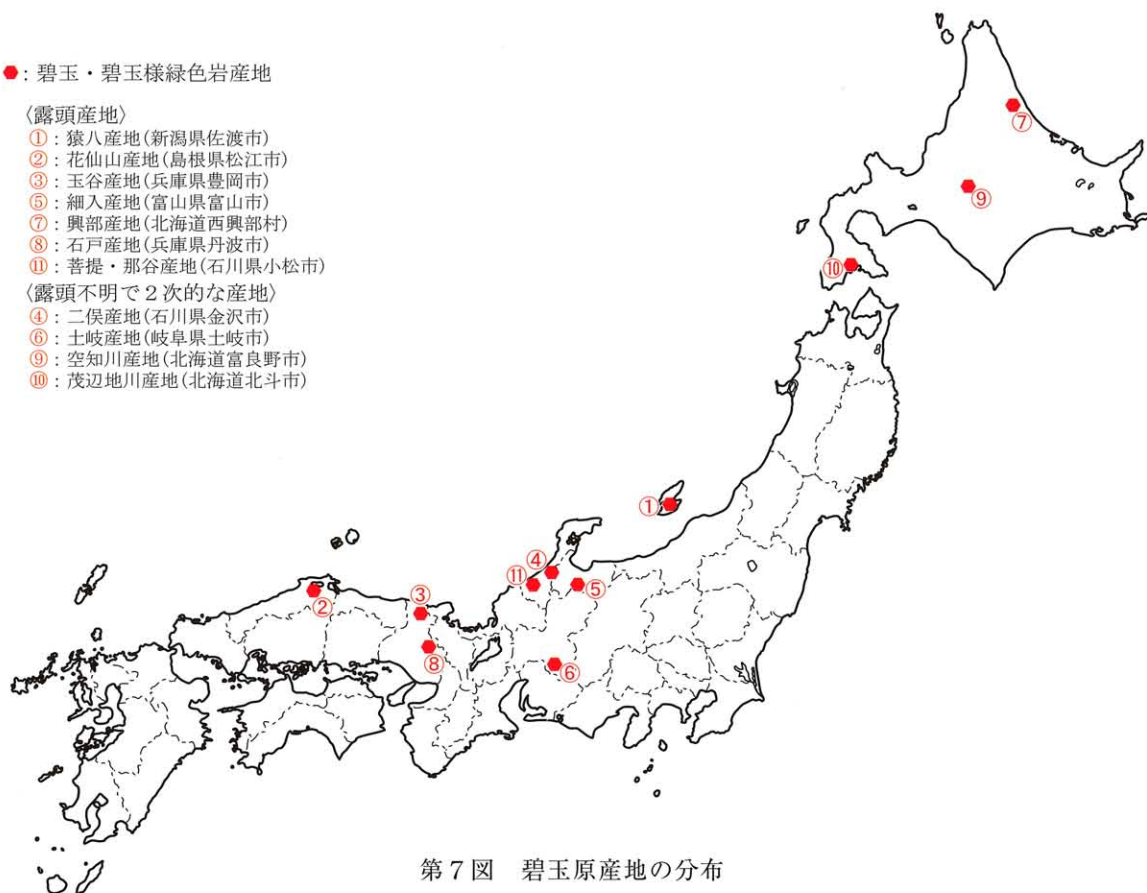 ：碧玉・碧玉様緑色岩産地
〈露頭産地〉
①：猿八産地(新潟県佐渡市)
②：花仙山産地(島根県松江市)
③：玉谷産地(兵庫県豊岡市)
⑤：細入産地(富山県富山市)
⑦：興部産地(北海道西興部村)
⑧：石戸産地(兵庫県丹波市)
⑪：菩提・那谷産地(石川県小松市)
〈露頭不明で２次的な産地〉
④：二俣産地(石川県金沢市)
⑥：土岐産地(岐阜県土岐市)
⑨：空知川産地(北海道富良野市)
⑩：茂辺地川産地(北海道北斗市)
⑦
⑨
⑩
①
④
⑪
⑤
③
②
⑧
⑥
第７図　碧玉原産地の分布